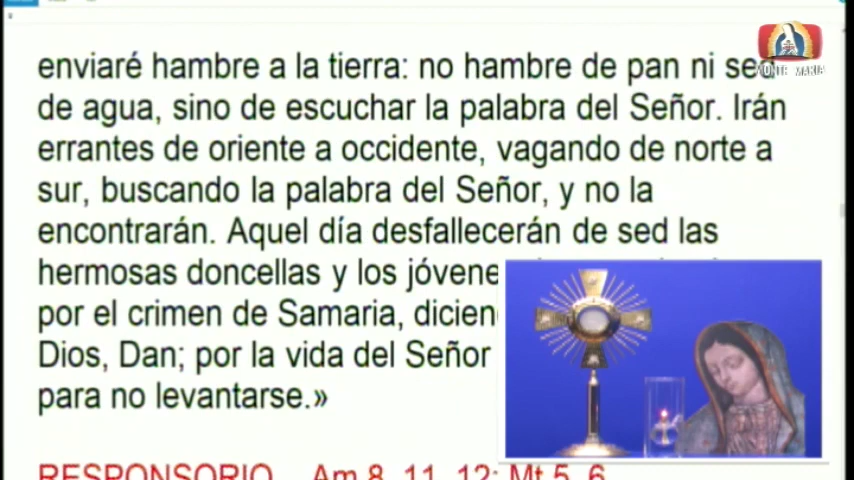 enviaré hambre a la tierra: no hambre de pan ni sed
de agua, sino de escuchar la palabra del Señor. Irán
errantes de oriente a occidente, vagando de norte a
sur, buscando la palabra del Señor, y no la
encontrarán. Aquel día desfallecerán de sed las
hermosas doncellas y los jóvene
por el crimen de Samaria, dicien
Dios, Dan; por la vida del Señor
para no levantarse.»
RESPONSORIO Am 8, 11. 12; Mt 5, 6
MONTE MARIA